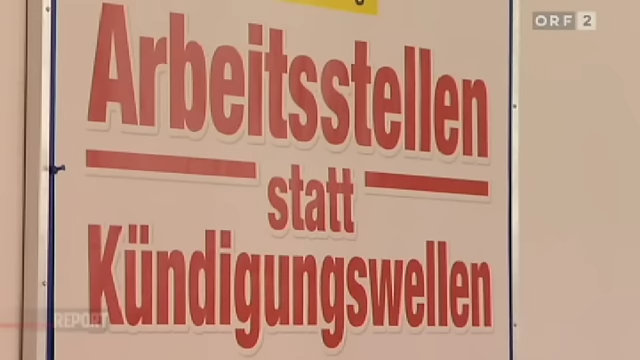 ORF 2
Arbeitsstellen
statt
Kündigungswellen
REPORT